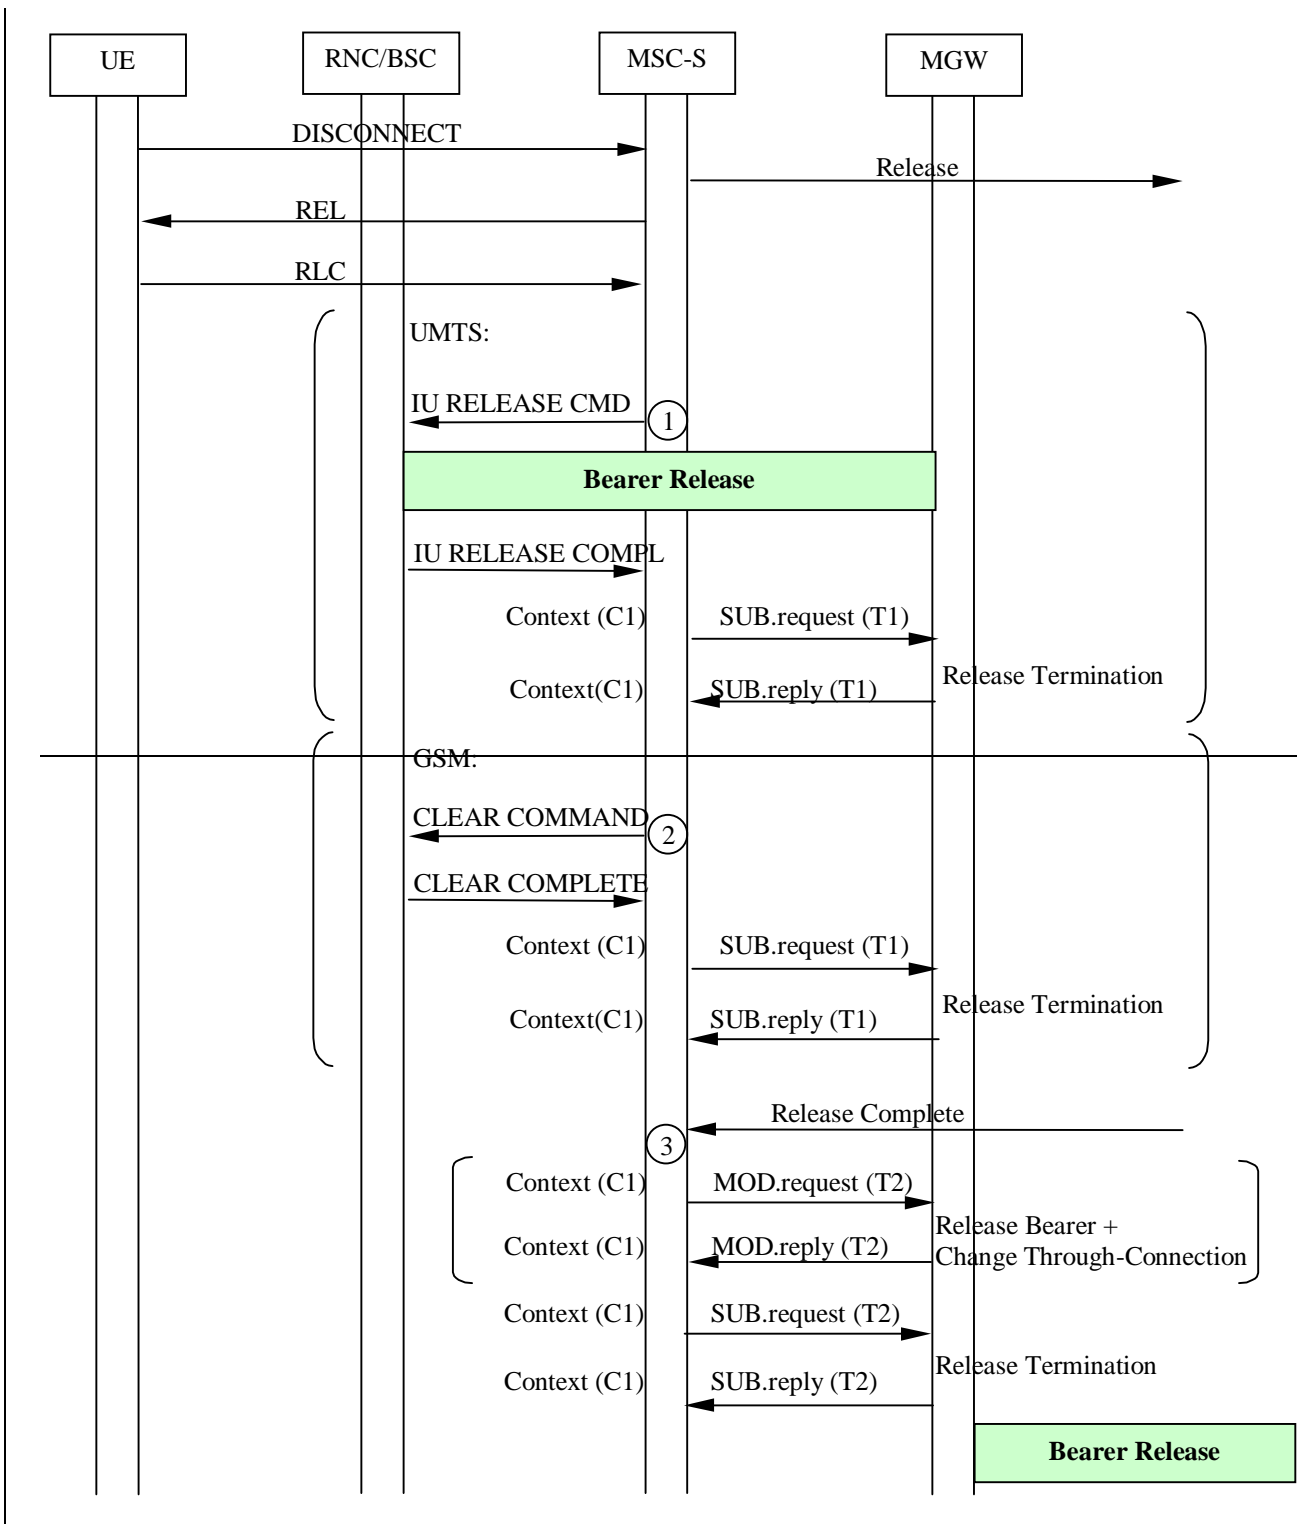 UE
RNC/BSC
MSC-S
MGW
DISCONNECT
Release
REL
RLC
UMTS:
IU RELEASE CMD
1
Bearer Release
IU RELEASE COMPL
Context (C1)
SUB.request (T1)
Release Termination
Context(C1)
SUB.reply (T1)
GSM:
CLEAR COMMAND
2
CLEAR COMPLETE
Context (C1)
SUB.request (T1)
Release Termination
Context(C1)
SUB.reply (T1)
Release Complete
3
Context (C1)
MOD.request (T2)
Release Bearer +
Change Through-Connection
Context (C1)
MOD.reply (T2)
Context (C1)
SUB.request (T2)
Release Termination
Context (C1)
SUB.reply (T2)
Bearer Release